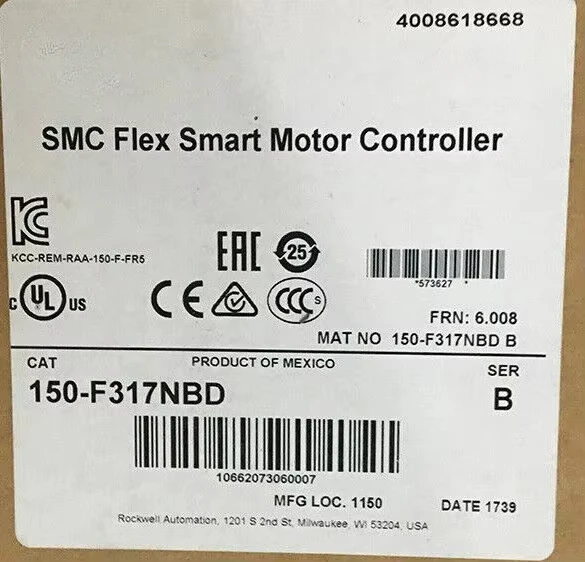 4008618668
SMC Flex Smart Motor Controller
KC
KCC-REM-RAA-150-F-FR5
EAC 25
*573627 *
C UL US CE CCC S
FRN: 6.008
MAT NO 150-F317NBD B
CAT PRODUCT OF MEXICO SER
150-F317NBD B
10662073060007
MFG LOC. 1150 DATE 1739
Rockwell Automation, 1201 S 2nd St, Milwaukee, WI 53204, USA